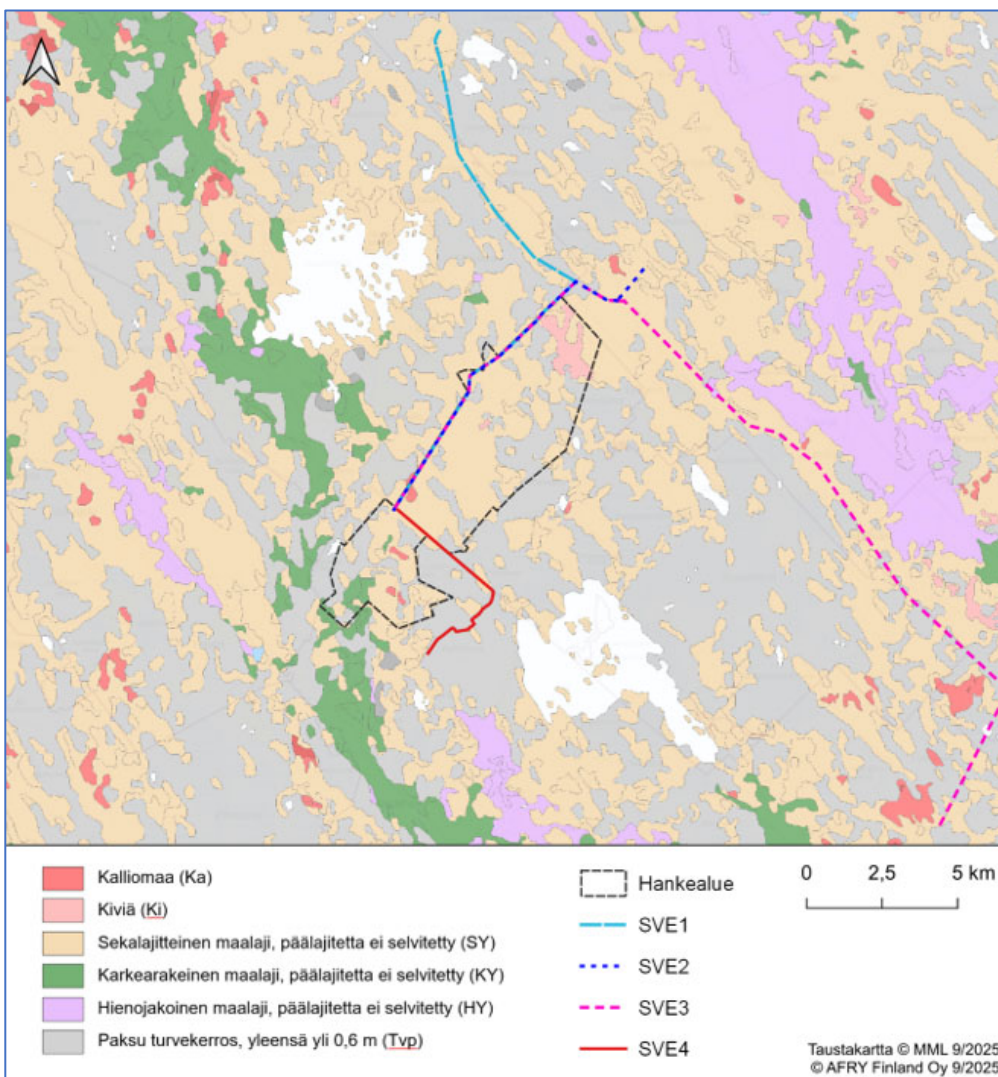 Kalliomaa (Ka)
Kiviä (Ki)
Sekalajitteinen maalaji, päälajitetta ei selvitetty (SY)
Karkearakeinen maalaji, päälajitetta ei selvitetty (KY)
Hienojakoinen maalaji, päälajitetta ei selvitetty (HY)
Paksu turvekerros, yleensä yli 0,6 m (Tvp)
Hankealue
SVE1
SVE2
SVE3
SVE4
0 2,5 5 km
Taustakartta © MML 9/2025
© AFRY Finland Oy 9/2025